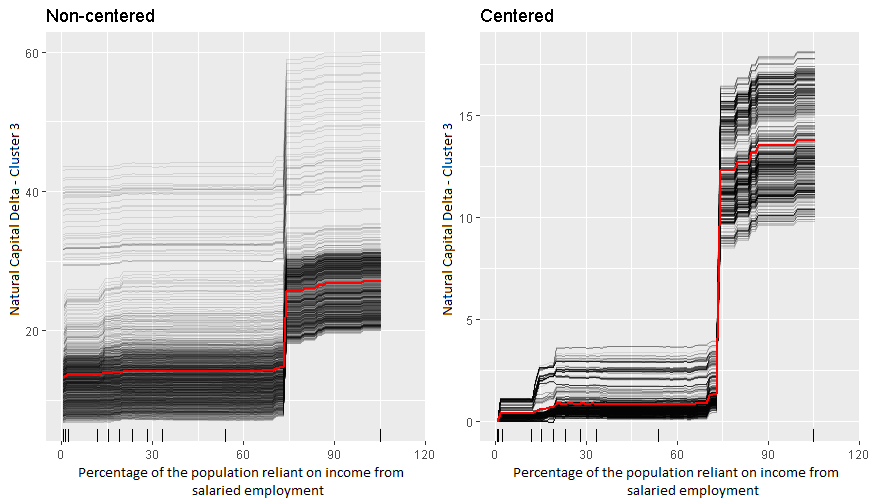 Non-centered
Centered
Natural Capital Delta - Cluster 3
60
40
20
0
30
60
90
120
Percentage of the population reliant on income from
salaried employment
Natural Capital Delta - Cluster 3
15
10
5
0
0
30
60
90
120
Percentage of the population reliant on income from
salaried employment